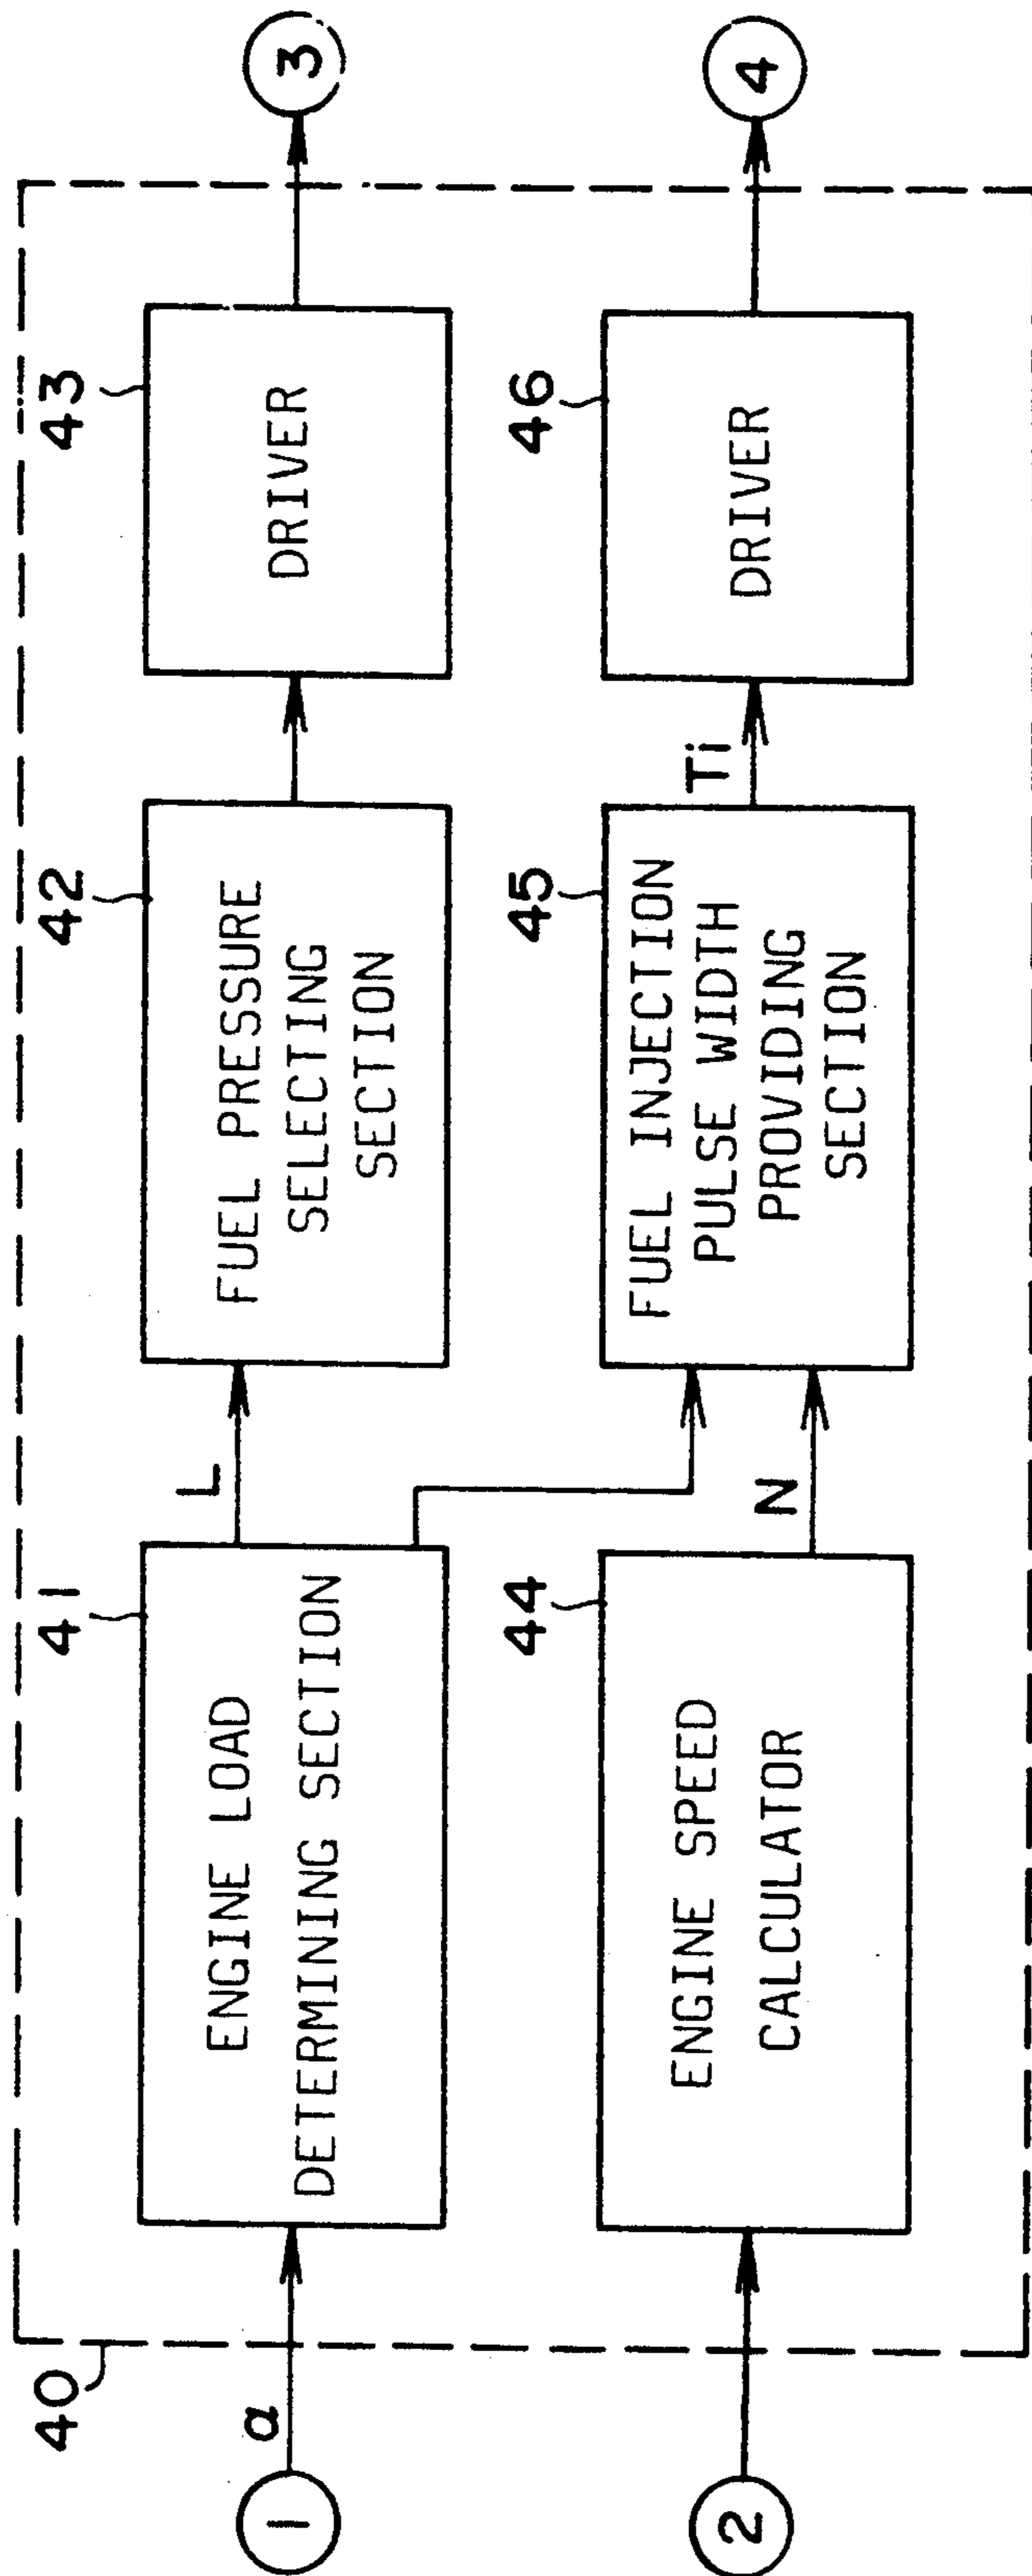 40
1
α
41
ENGINE LOAD
DETERMINING SECTION
L
42
FUEL PRESSURE
SELECTING
SECTION
43
DRIVER
3
2
44
ENGINE SPEED
CALCULATOR
N
45
FUEL INJECTION
PULSE WIDTH
PROVIDING
SECTION
Ti
46
DRIVER
4